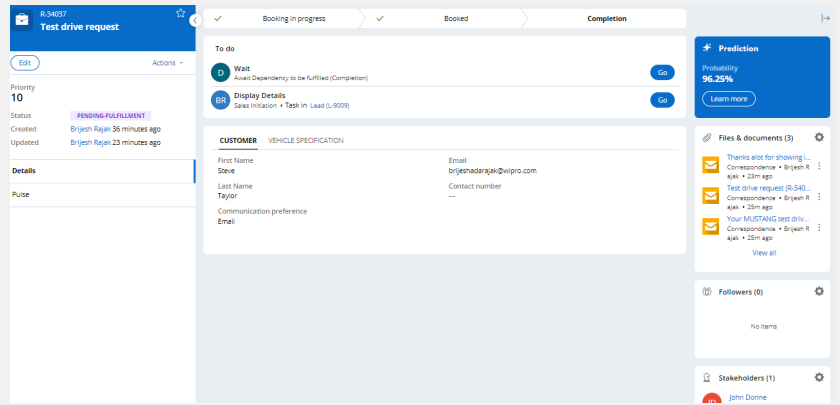 R-34037
Test drive request
Edit
Actions
Priority
10
Status PENDING-FULFILLMENT
Created Brijesh Rajak 36 minutes ago
Updated Brijesh Rajak 23 minutes ago
Details
Pulse
Booking in progress
Booked
Completion
To do
D
Wait
Await Dependency to be fulfilled (Completion)
Go
BR
Display Details
Sales Initiation • Task in Lead (L-9009)
Go
CUSTOMER VEHICLE SPECIFICATION
First Name
Steve
Email
brijeshadarajak@wipro.com
Last Name
Taylor
Contact number
---
Communication preference
Email
Prediction
Probability
96.25%
Learn more
Files & documents (3)
Thanks alot for showing i...
Correspondence • Brijesh R
ajak • 23m ago
Test drive request (R-340...
Correspondence • Brijesh R
ajak • 25m ago
Your MUSTANG test driv...
Correspondence • Brijesh R
ajak • 25m ago
View all
Followers (0)
No items
Stakeholders (1)
JD
John Donne